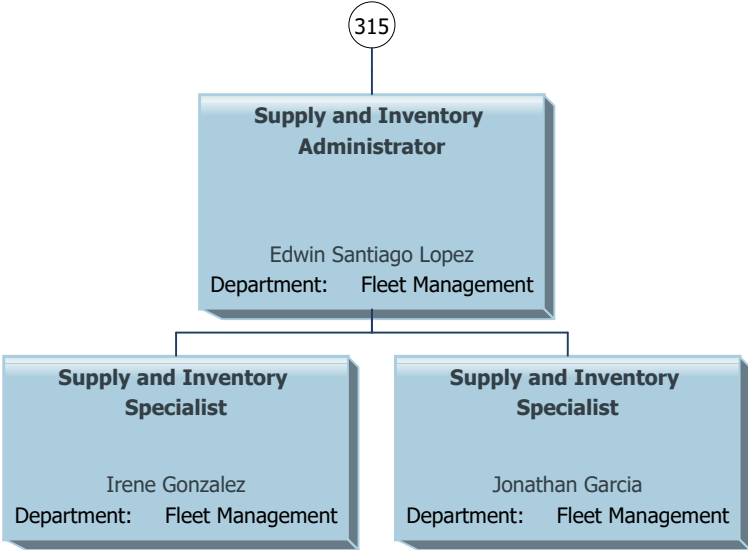 315
Supply and Inventory
Administrator
Edwin Santiago Lopez
Department: Fleet Management
Supply and Inventory
Specialist
Irene Gonzalez
Department: Fleet Management
Supply and Inventory
Specialist
Jonathan Garcia
Department: Fleet Management